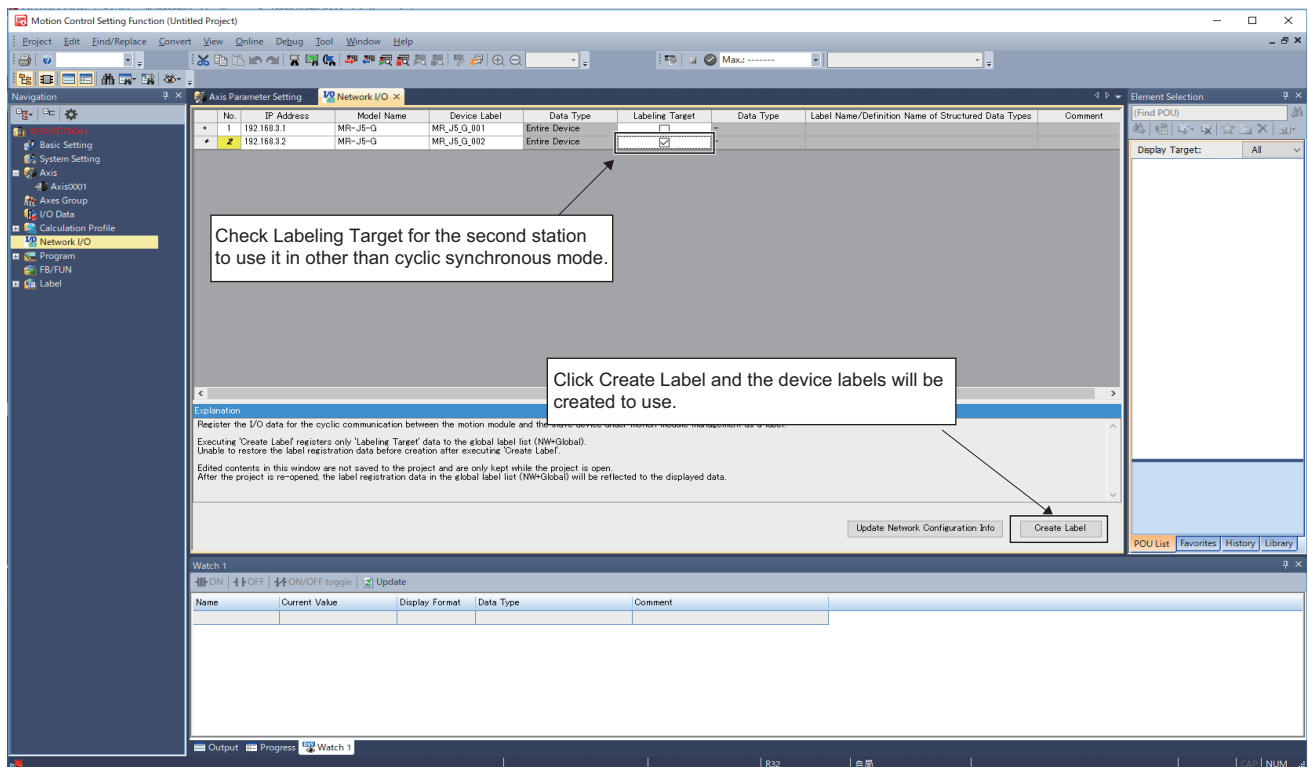 Motion Control Setting Function (Untitled Project)
Project Edit Find/Replace Convert View Online Debug Tool Window Help
Max.: -------
Navigation
Axis Parameter Setting Network I/O
Element Selection
No. IP Address Model Name Device Label Data Type Labeling Target Data Type Label Name/Definition Name of Structured Data Types Comment
1 192.168.3.1 MR-J5-G MR_J5_G_001 Entire Device -
2 192.168.3.2 MR-J5-G MR_J5_G_002 Entire Device -
(Find POU)
Display Target: All
Basic Setting
System Setting
Axis
Axis0001
Axes Group
I/O Data
Calculation Profile
Network I/O
Program
FB/FUN
Label
Check Labeling Target for the second station
to use it in other than cyclic synchronous mode.
Click Create Label and the device labels will be
created to use.
Explanation
Register the I/O data for the cyclic communication between the motion module and the slave device under motion module management as a label.
Executing 'Create Label' registers only 'Labeling Target' data to the global label list (NW+Global).
Unable to restore the label registration data before creation after executing 'Create Label'.
Edited contents in this window are not saved to the project and are only kept while the project is open.
After the project is re-opened, the label registration data in the global label list (NW+Global) will be reflected to the displayed data.
Update Network Configuration Info Create Label
POU List Favorites History Library
Watch 1
ON OFF ON/OFF toggle Update
Name Current Value Display Format Data Type Comment
Output Progress Watch 1
R32 自局 CAP NUM